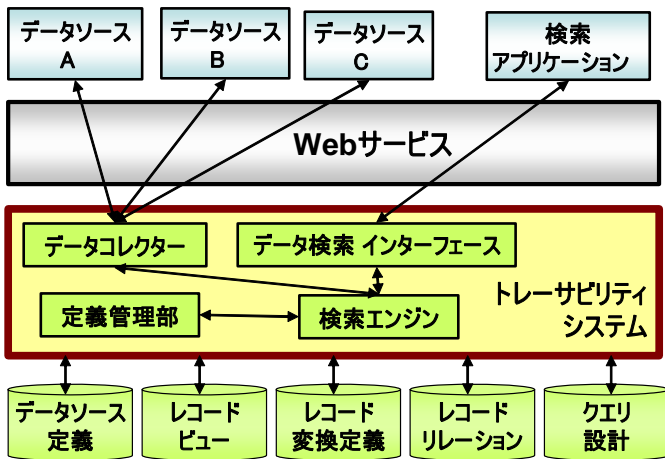 データソース
A
データソース
B
データソース
C
検索
アプリケーション
Webサービス
データコレクター
データ検索 インターフェース
定義管理部
検索エンジン
トレーサビリティ
システム
データソース
定義
レコード
ビュー
レコード
変換定義
レコード
リレーション
クエリ
設計